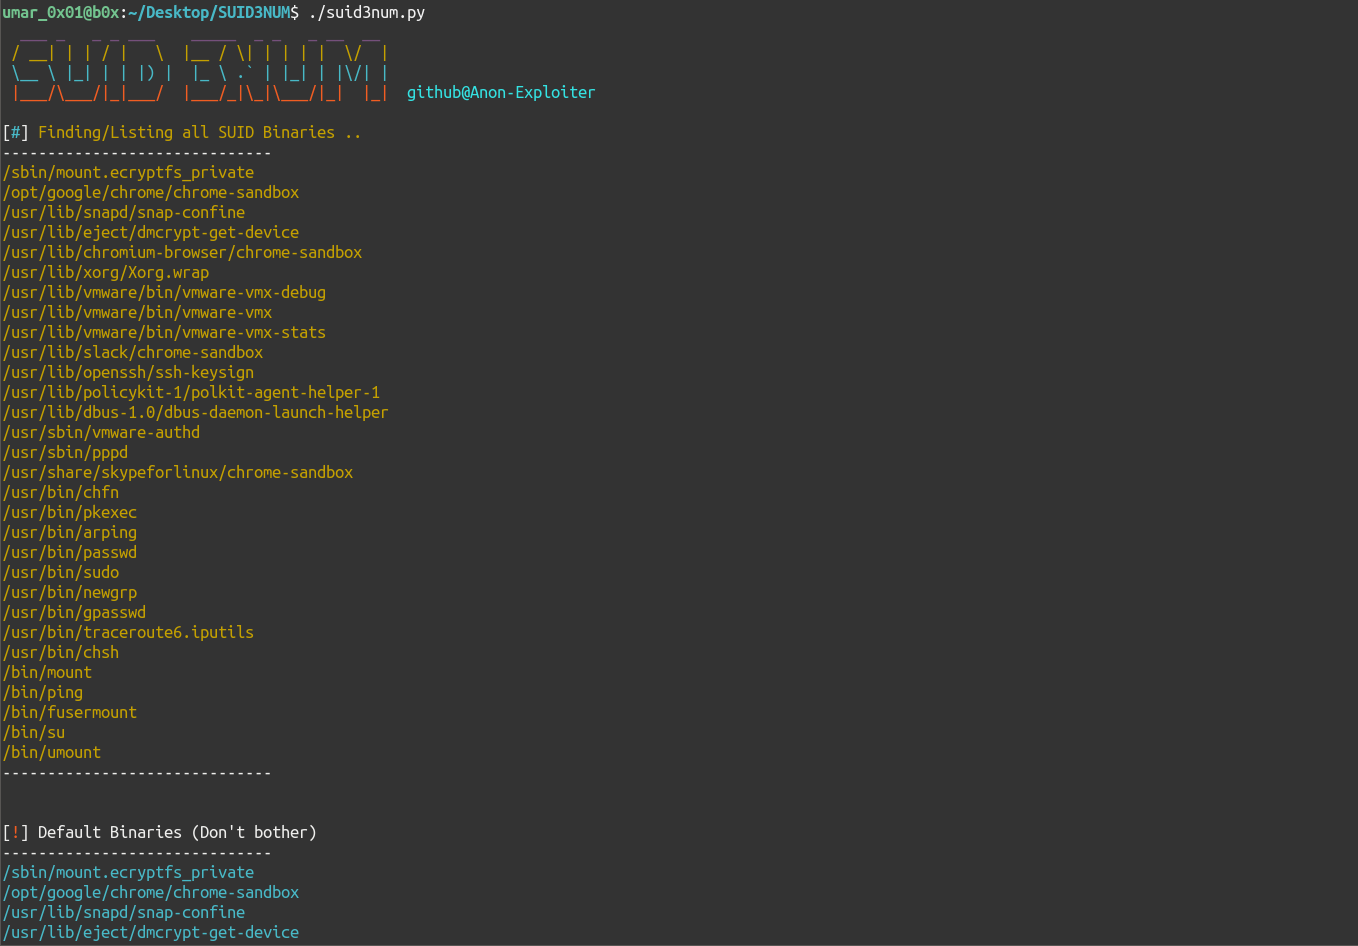 umar_0x01@b0x:~/Desktop/SUID3NUM$ ./suid3num.py
  ___ _   _ _ ___    _____  _ _   _ __  __
 / __| | | / |   \  |__ / \| | | | |  \/  |
 \__ \ |_| | | |) |  |_ \ .` | |_| | |\/| |
 |___/\___/|_|___/  |___/_|\_|\___/|_|  |_|  github@Anon-Exploiter
[#] Finding/Listing all SUID Binaries ..
------------------------------
/sbin/mount.ecryptfs_private
/opt/google/chrome/chrome-sandbox
/usr/lib/snapd/snap-confine
/usr/lib/eject/dmcrypt-get-device
/usr/lib/chromium-browser/chrome-sandbox
/usr/lib/xorg/Xorg.wrap
/usr/lib/vmware/bin/vmware-vmx-debug
/usr/lib/vmware/bin/vmware-vmx
/usr/lib/vmware/bin/vmware-vmx-stats
/usr/lib/slack/chrome-sandbox
/usr/lib/openssh/ssh-keysign
/usr/lib/policykit-1/polkit-agent-helper-1
/usr/lib/dbus-1.0/dbus-daemon-launch-helper
/usr/sbin/vmware-authd
/usr/sbin/pppd
/usr/share/skypeforlinux/chrome-sandbox
/usr/bin/chfn
/usr/bin/pkexec
/usr/bin/arping
/usr/bin/passwd
/usr/bin/sudo
/usr/bin/newgrp
/usr/bin/gpasswd
/usr/bin/traceroute6.iputils
/usr/bin/chsh
/bin/mount
/bin/ping
/bin/fusermount
/bin/su
/bin/umount
------------------------------
[!] Default Binaries (Don't bother)
------------------------------
/sbin/mount.ecryptfs_private
/opt/google/chrome/chrome-sandbox
/usr/lib/snapd/snap-confine
/usr/lib/eject/dmcrypt-get-device